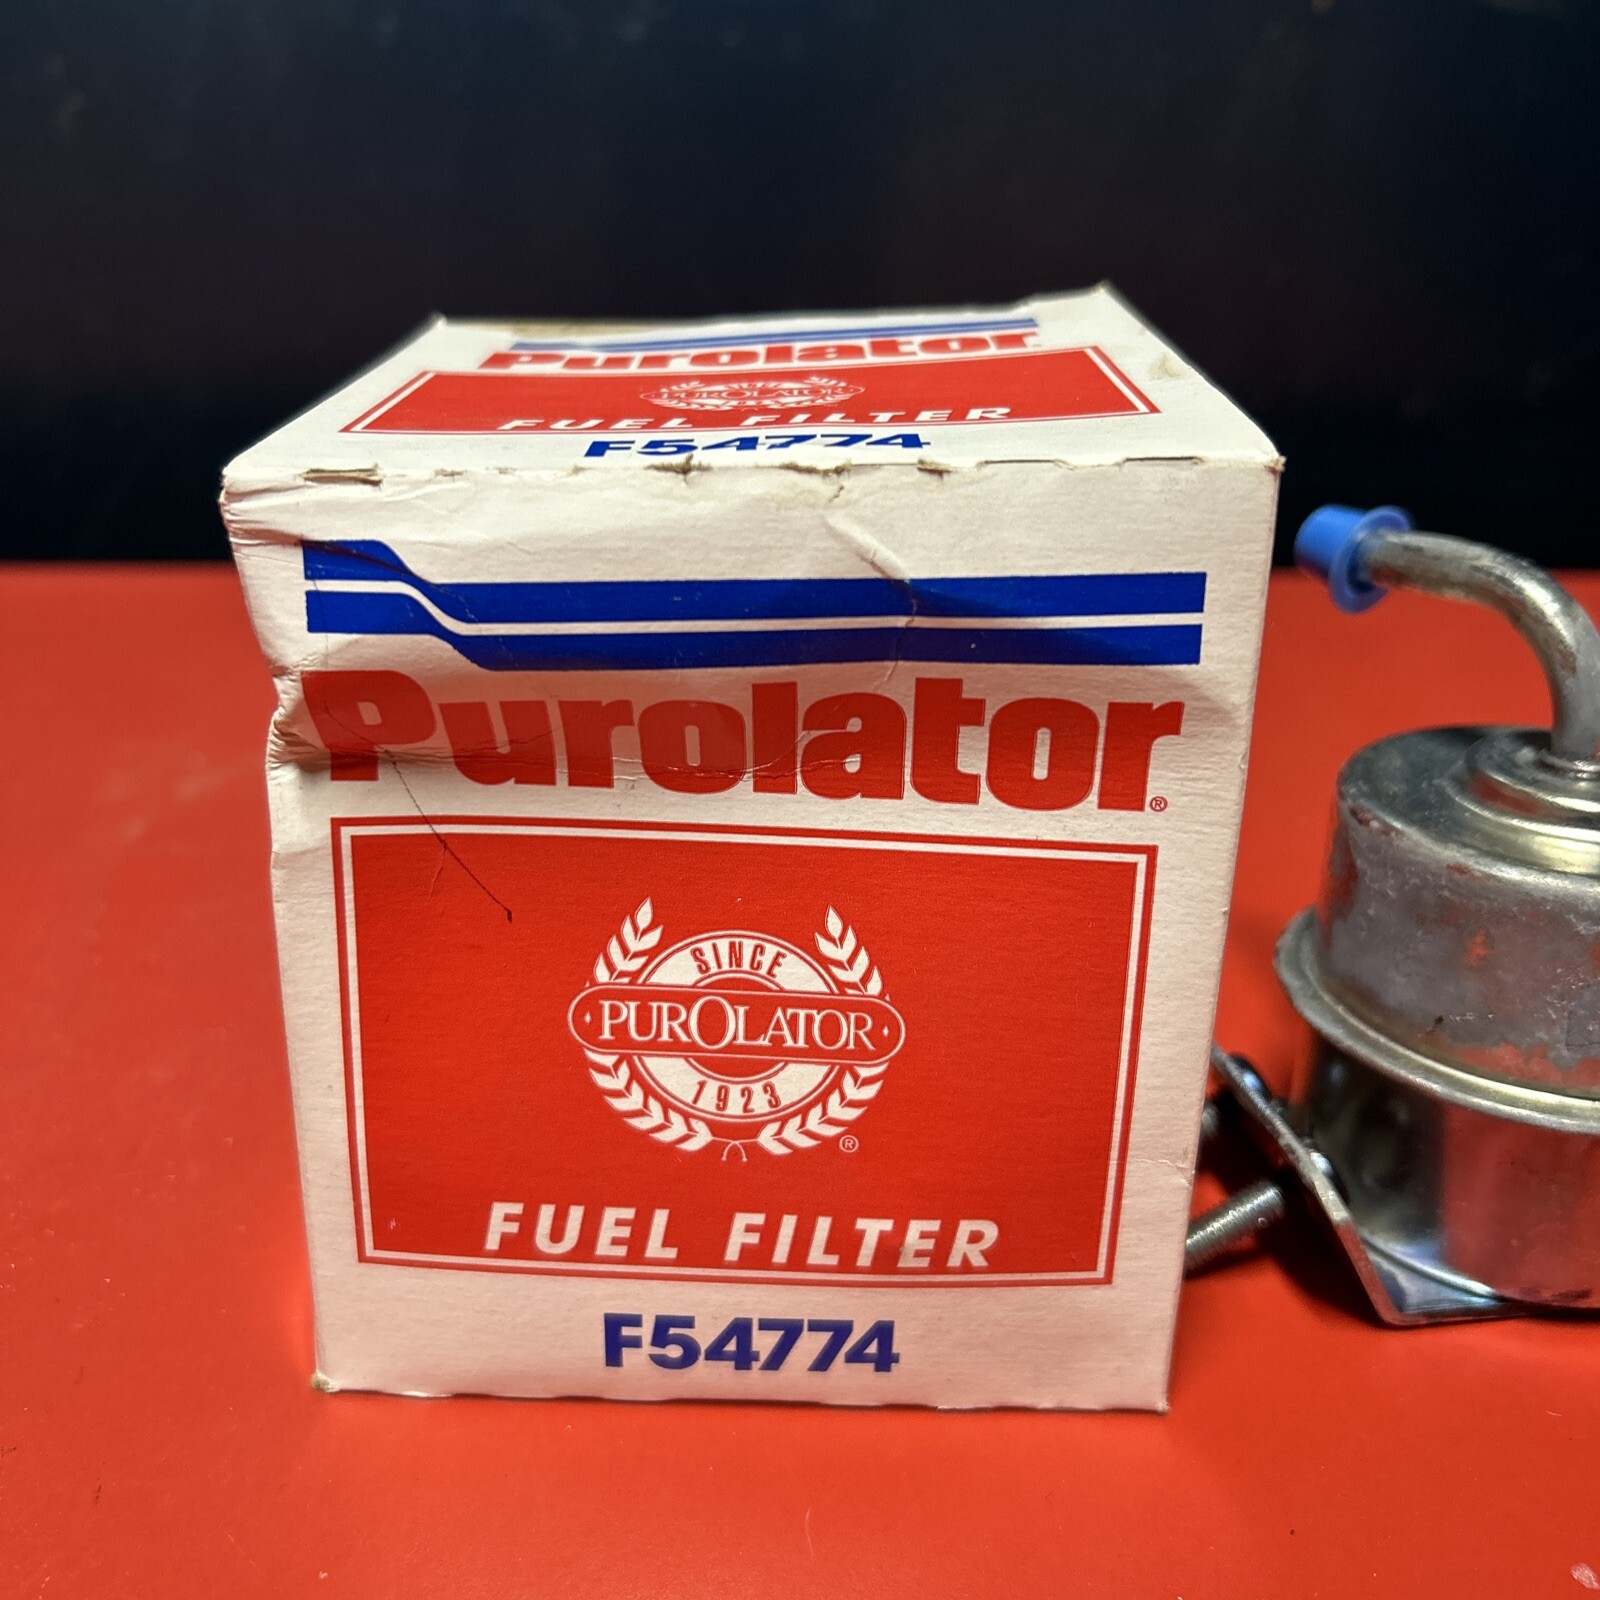 Purolator
PUROLATOR
FUEL FILTER
F54774
Purolator®
SINCE
PUROLATOR
1923
®
FUEL FILTER
F54774